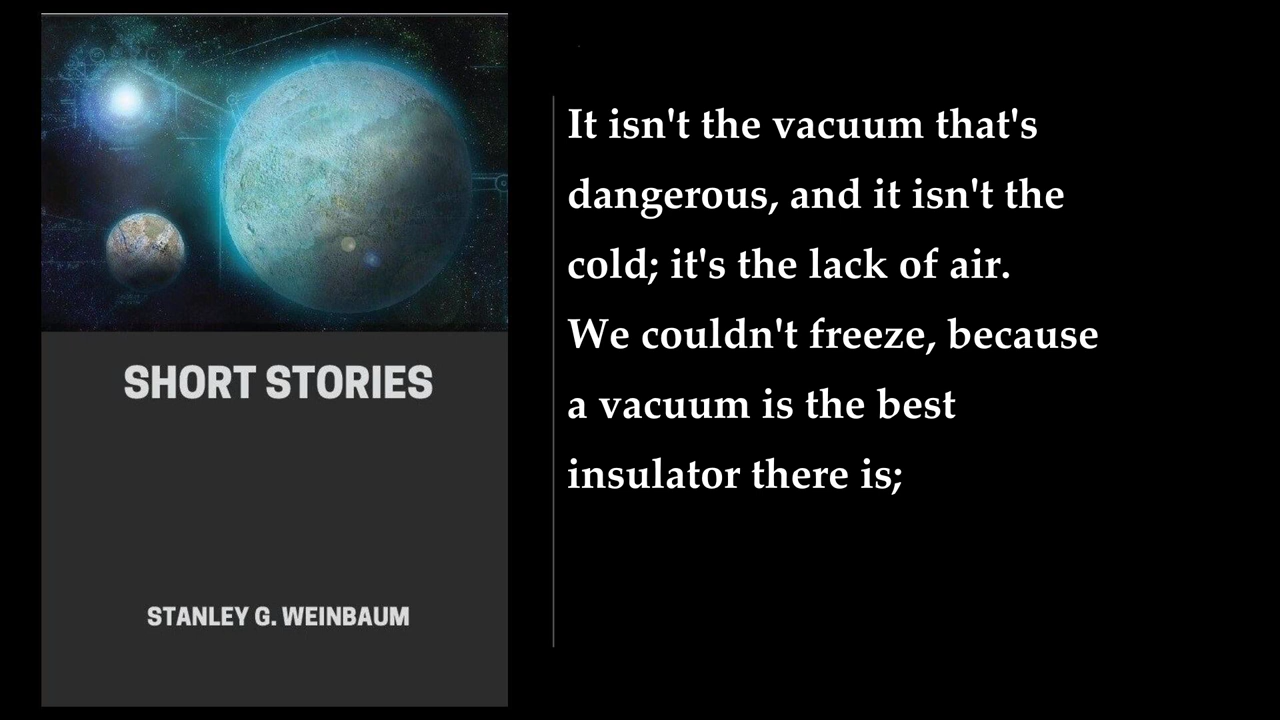 SHORT STORIES
STANLEY G. WEINBAUM
It isn't the vacuum that's
dangerous, and it isn't the
cold; it's the lack of air.
We couldn't freeze, because
a vacuum is the best
insulator there is;